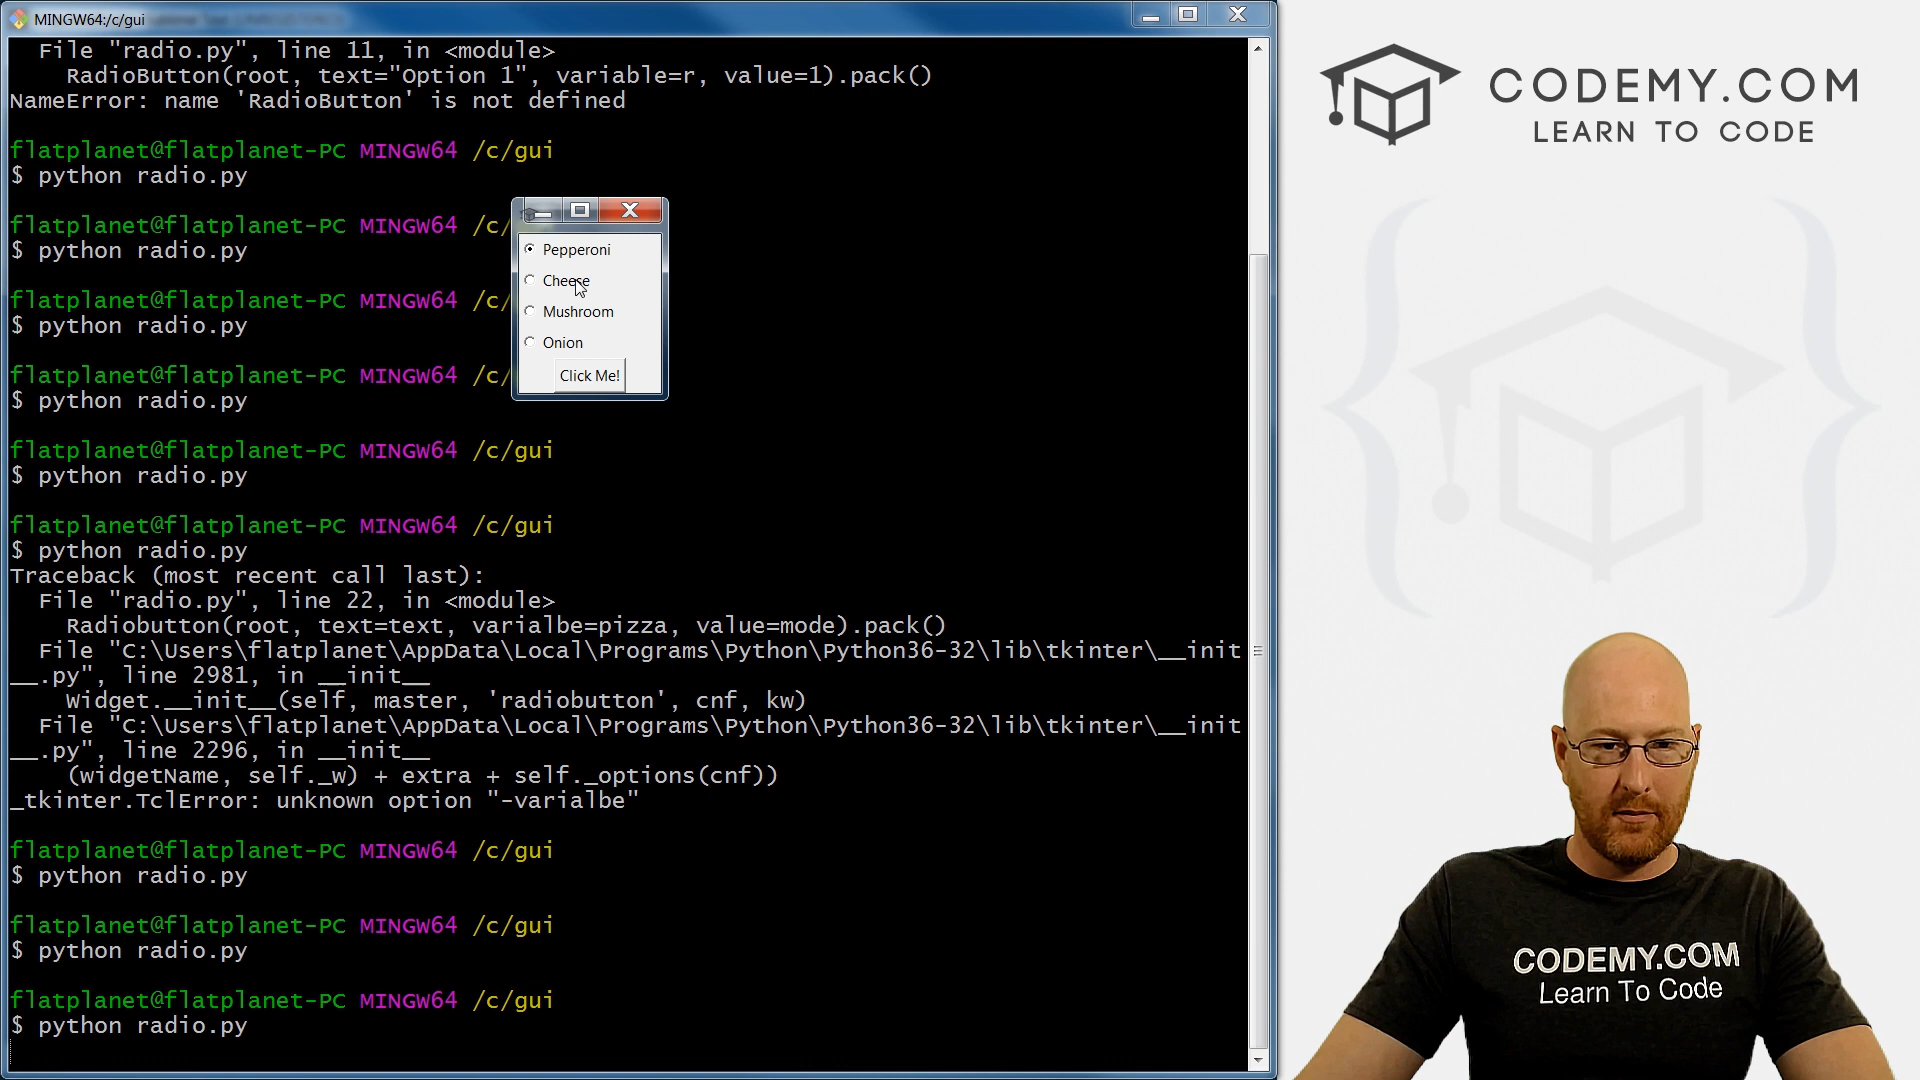 MINGW64:/c/gui
File "radio.py", line 11, in <module>
RadioButton(root, text="Option 1", variable=r, value=1).pack()
NameError: name 'RadioButton' is not defined
flatplanet@flatplanet-PC MINGW64 /c/gui
$ python radio.py
flatplanet@flatplanet-PC MINGW64 /c/
$ python radio.py
flatplanet@flatplanet-PC MINGW64 /c/
$ python radio.py
flatplanet@flatplanet-PC MINGW64 /c/
$ python radio.py
flatplanet@flatplanet-PC MINGW64 /c/gui
$ python radio.py
flatplanet@flatplanet-PC MINGW64 /c/gui
$ python radio.py
Traceback (most recent call last):
File "radio.py", line 22, in <module>
Radiobutton(root, text=text, varialbe=pizza, value=mode).pack()
File "C:\Users\flatplanet\AppData\Local\Programs\Python\Python36-32\lib\tkinter\__init
__.py", line 2981, in __init__
Widget.__init__(self, master, 'radiobutton', cnf, kw)
File "C:\Users\flatplanet\AppData\Local\Programs\Python\Python36-32\lib\tkinter\__init
__.py", line 2296, in __init__
(widgetName, self._w) + extra + self._options(cnf))
_tkinter.TclError: unknown option "-varialbe"
flatplanet@flatplanet-PC MINGW64 /c/gui
$ python radio.py
flatplanet@flatplanet-PC MINGW64 /c/gui
$ python radio.py
flatplanet@flatplanet-PC MINGW64 /c/gui
$ python radio.py
Pepperoni
Cheese
Mushroom
Onion
Click Me!
CODEMY.COM
LEARN TO CODE
CODEMY.COM
Learn To Code